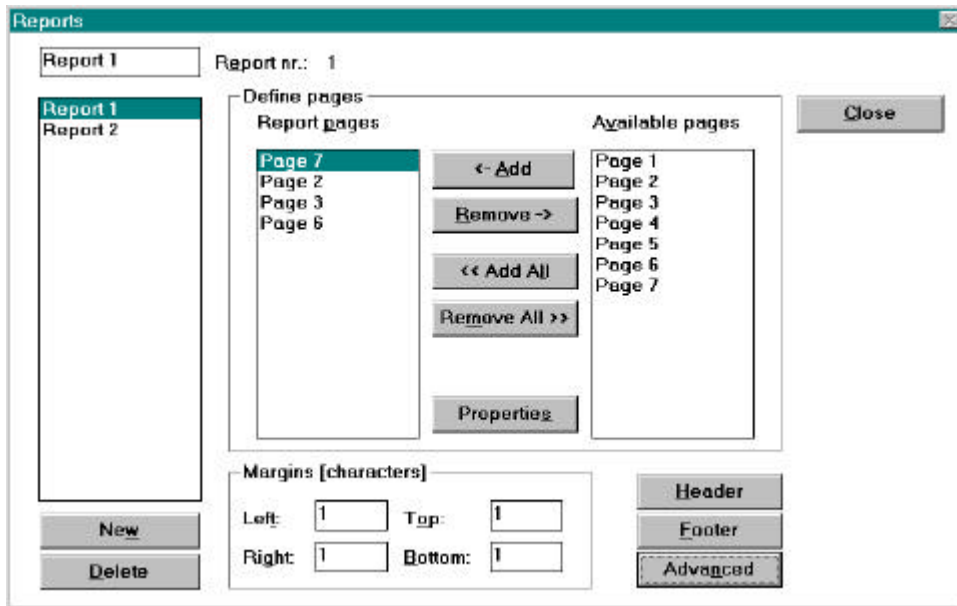 Reports
Report 1
Report nr.: 1
Report 1
Report 2
Define pages
Report pages
Available pages
Close
Page 7
Page 2
Page 3
Page 6
<- Add
Remove ->
<< Add All
Remove All >>
Properties
Page 1
Page 2
Page 3
Page 4
Page 5
Page 6
Page 7
Margins [characters]
Left: 1 Top: 1
Right: 1 Bottom: 1
New
Delete
Header
Footer
Advanced